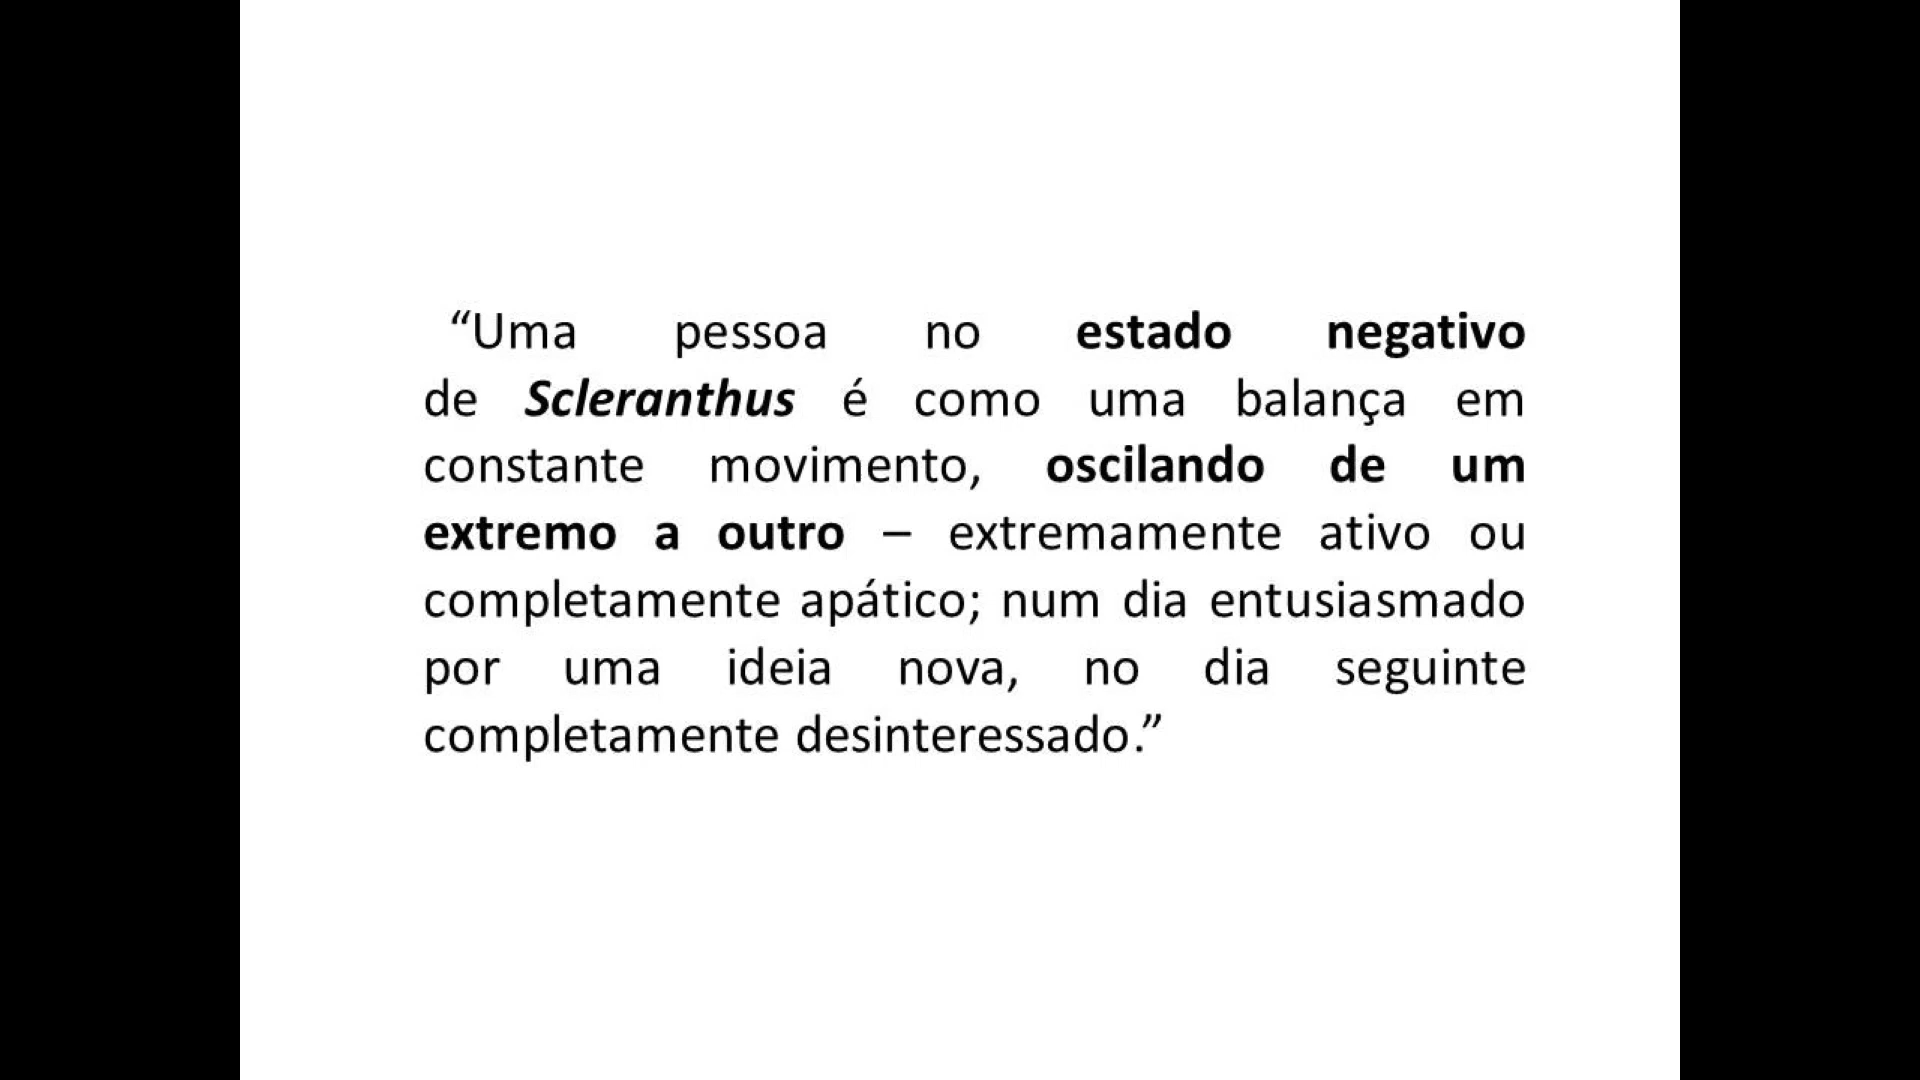 “Uma pessoa no estado negativo
de Scleranthus é como uma balança em
constante movimento, oscilando de um
extremo a outro – extremamente ativo ou
completamente apático; num dia entusiasmado
por uma ideia nova, no dia seguinte
completamente desinteressado.”